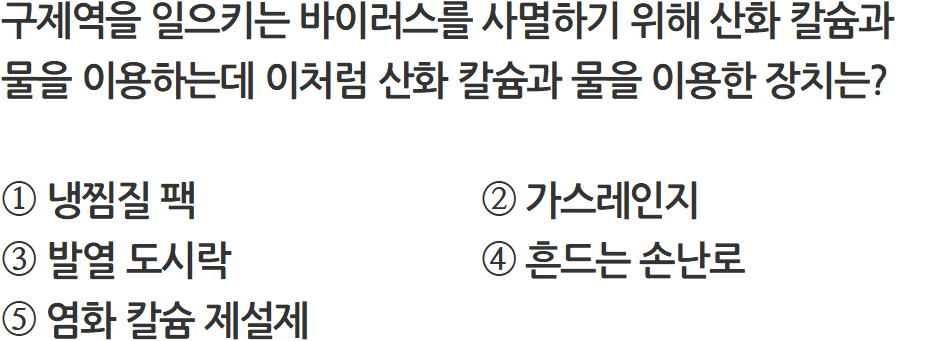 구제역을 일으키는 바이러스를 사멸하기 위해 산화 칼슘과
물을 이용하는데 이처럼 산화 칼슘과 물을 이용한 장치는?
① 냉찜질 팩 ② 가스레인지
③ 발열 도시락 ④ 흔드는 손난로
⑤ 염화 칼슘 제설제